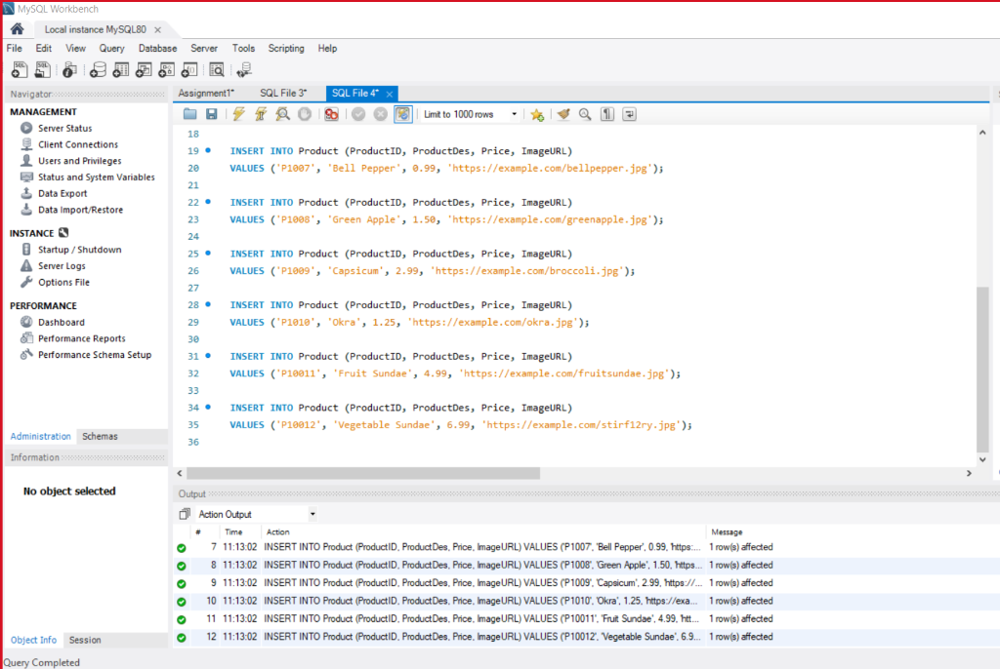 MySQL Workbench
Local instance MySQL80 ×
File Edit View Query Database Server Tools Scripting Help
Navigator
MANAGEMENT
Server Status
Client Connections
Users and Privileges
Status and System Variables
Data Export
Data Import/Restore
INSTANCE
Startup / Shutdown
Server Logs
Options File
PERFORMANCE
Dashboard
Performance Reports
Performance Schema Setup
Administration Schemas
Information
No object selected
Object Info Session
Query Completed
Assignment1* SQL File 3* SQL File 4* ×
Limit to 1000 rows
18
19 INSERT INTO Product (ProductID, ProductDes, Price, ImageURL)
20 VALUES ('P1007', 'Bell Pepper', 0.99, 'https://example.com/bellpepper.jpg');
21
22 INSERT INTO Product (ProductID, ProductDes, Price, ImageURL)
23 VALUES ('P1008', 'Green Apple', 1.50, 'https://example.com/greenapple.jpg');
24
25 INSERT INTO Product (ProductID, ProductDes, Price, ImageURL)
26 VALUES ('P1009', 'Capsicum', 2.99, 'https://example.com/broccoli.jpg');
27
28 INSERT INTO Product (ProductID, ProductDes, Price, ImageURL)
29 VALUES ('P1010', 'Okra', 1.25, 'https://example.com/okra.jpg');
30
31 INSERT INTO Product (ProductID, ProductDes, Price, ImageURL)
32 VALUES ('P10011', 'Fruit Sundae', 4.99, 'https://example.com/fruitsundae.jpg');
33
34 INSERT INTO Product (ProductID, ProductDes, Price, ImageURL)
35 VALUES ('P10012', 'Vegetable Sundae', 6.99, 'https://example.com/stirf12ry.jpg');
36
Output
Action Output
# Time Action Message
7 11:13:02 INSERT INTO Product (ProductID, ProductDes, Price, ImageURL) VALUES ('P1007', 'Bell Pepper', 0.99, 'https:... 1 row(s) affected
8 11:13:02 INSERT INTO Product (ProductID, ProductDes, Price, ImageURL) VALUES ('P1008', 'Green Apple', 1.50, 'https... 1 row(s) affected
9 11:13:02 INSERT INTO Product (ProductID, ProductDes, Price, ImageURL) VALUES ('P1009', 'Capsicum', 2.99, 'https://... 1 row(s) affected
10 11:13:02 INSERT INTO Product (ProductID, ProductDes, Price, ImageURL) VALUES ('P1010', 'Okra', 1.25, 'https://exa... 1 row(s) affected
11 11:13:02 INSERT INTO Product (ProductID, ProductDes, Price, ImageURL) VALUES ('P10011', 'Fruit Sundae', 4.99, 'htt... 1 row(s) affected
12 11:13:02 INSERT INTO Product (ProductID, ProductDes, Price, ImageURL) VALUES ('P10012', 'Vegetable Sundae', 6.9... 1 row(s) affected